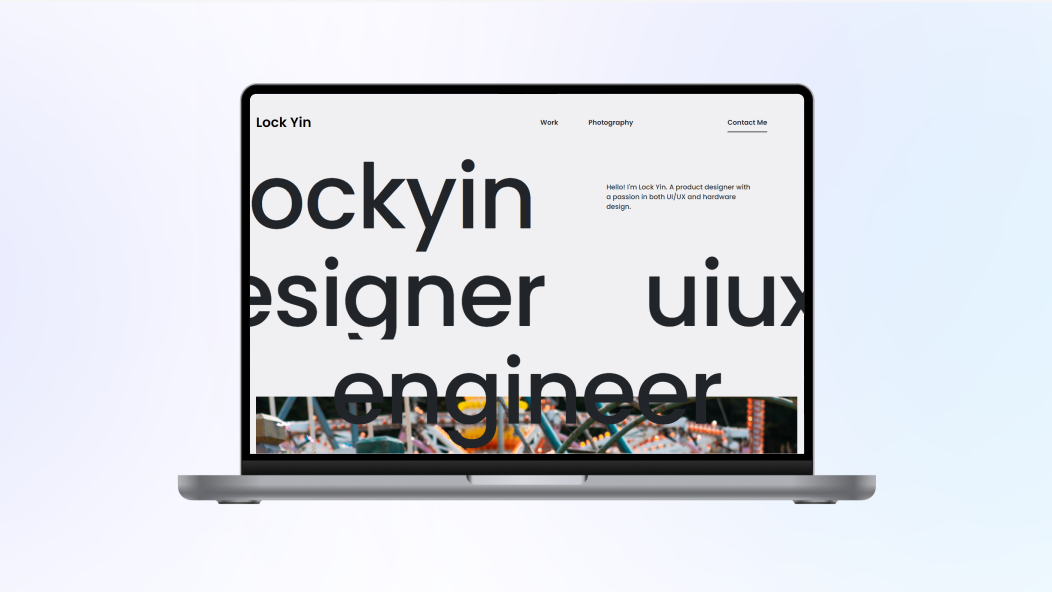 Lock Yin
Work Photography Contact Me
ockyin
Hello! I'm Lock Yin. A product designer with
a passion in both UI/UX and hardware
design.
esigner uiux
engineer